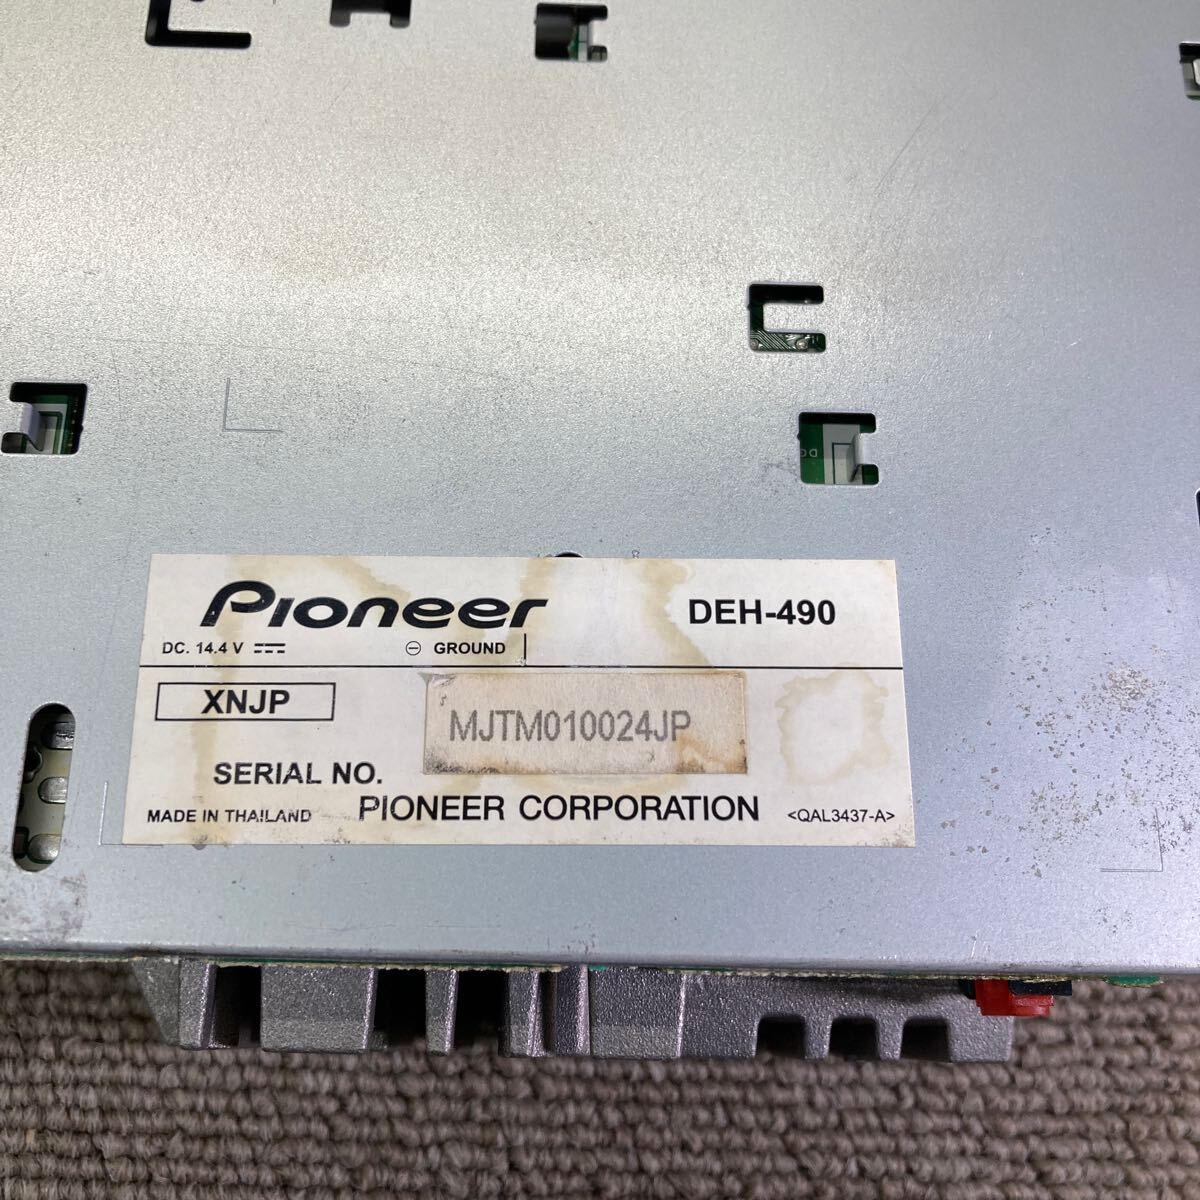 Pioneer DEH-490
DC. 14.4 V ⎓ ⊖ GROUND
XNJP
MJTM010024JP
SERIAL NO.
MADE IN THAILAND PIONEER CORPORATION <QAL3437-A>